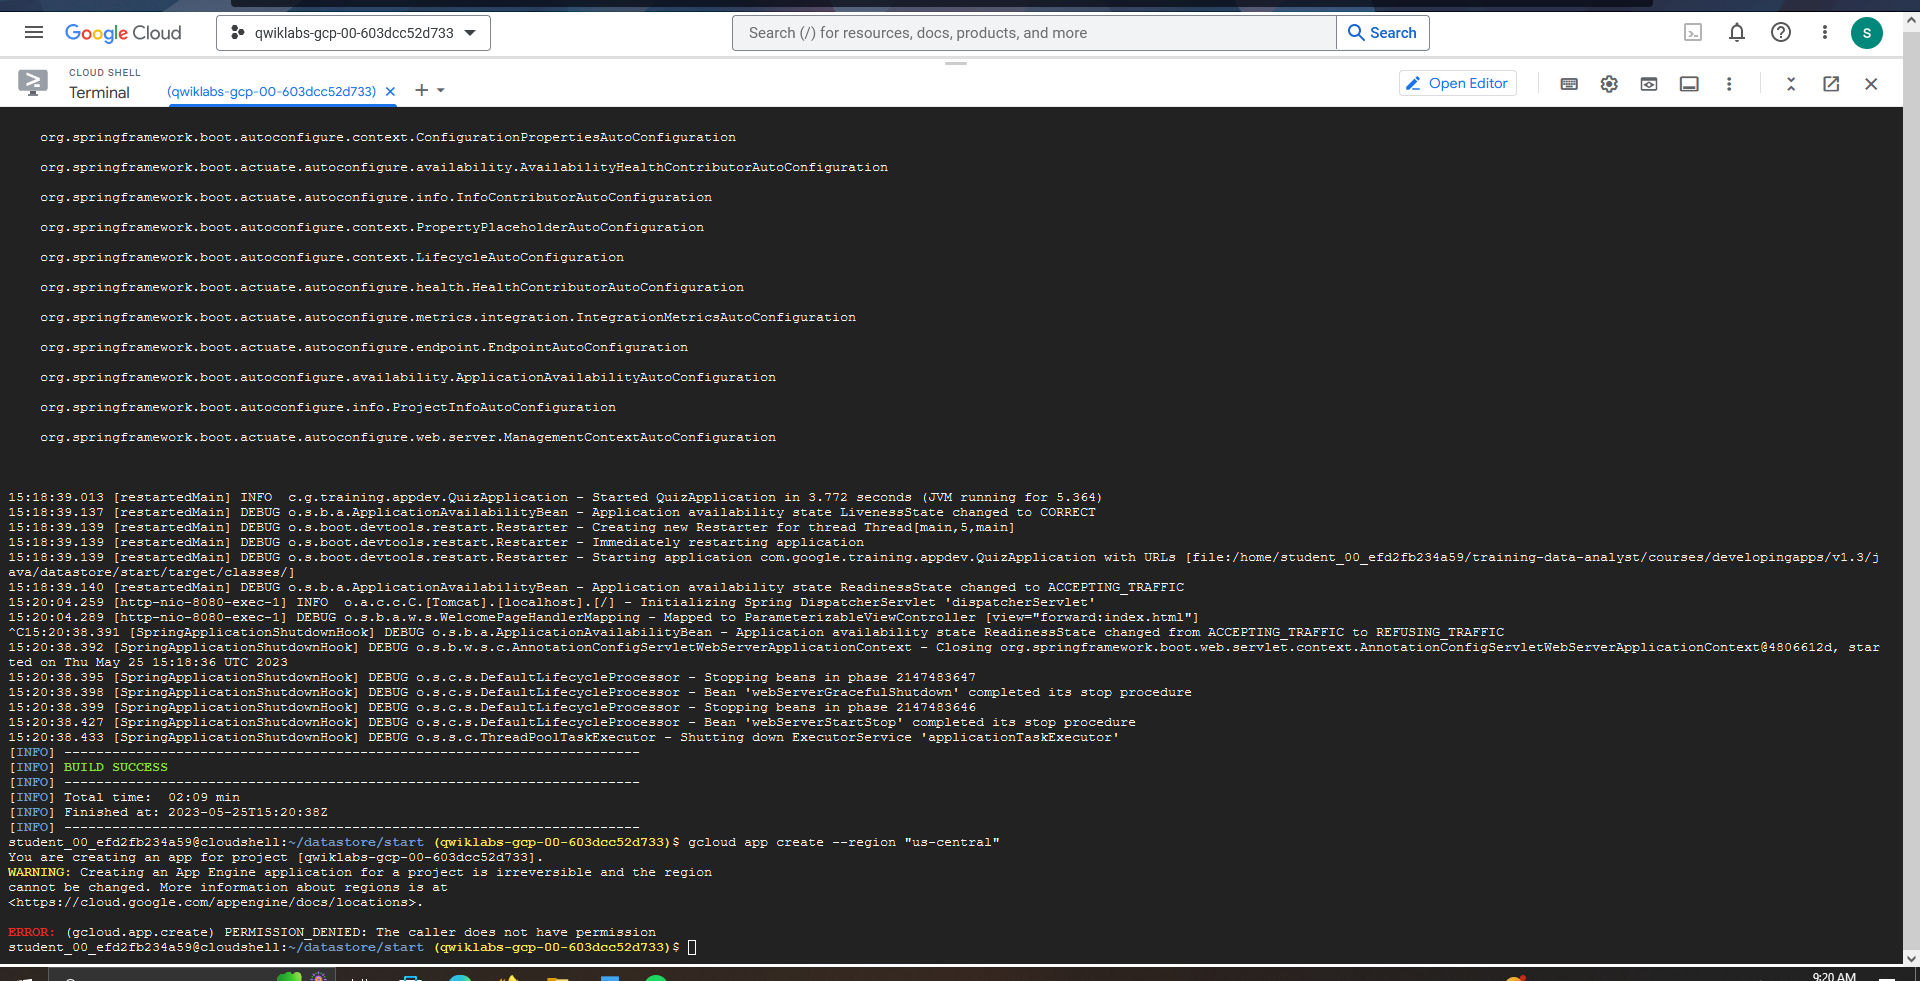 Google Cloud
qwiklabs-gcp-00-603dcc52d733
Search (/) for resources, docs, products, and more
Search
S
CLOUD SHELL
Terminal
(qwiklabs-gcp-00-603dcc52d733)
Open Editor
org.springframework.boot.autoconfigure.context.ConfigurationPropertiesAutoConfiguration
org.springframework.boot.actuate.autoconfigure.availability.AvailabilityHealthContributorAutoConfiguration
org.springframework.boot.actuate.autoconfigure.info.InfoContributorAutoConfiguration
org.springframework.boot.autoconfigure.context.PropertyPlaceholderAutoConfiguration
org.springframework.boot.autoconfigure.context.LifecycleAutoConfiguration
org.springframework.boot.actuate.autoconfigure.health.HealthContributorAutoConfiguration
org.springframework.boot.actuate.autoconfigure.metrics.integration.IntegrationMetricsAutoConfiguration
org.springframework.boot.actuate.autoconfigure.endpoint.EndpointAutoConfiguration
org.springframework.boot.autoconfigure.availability.ApplicationAvailabilityAutoConfiguration
org.springframework.boot.autoconfigure.info.ProjectInfoAutoConfiguration
org.springframework.boot.actuate.autoconfigure.web.server.ManagementContextAutoConfiguration
15:18:39.013 [restartedMain] INFO  c.g.training.appdev.QuizApplication - Started QuizApplication in 3.772 seconds (JVM running for 5.364)
15:18:39.137 [restartedMain] DEBUG o.s.b.a.ApplicationAvailabilityBean - Application availability state LivenessState changed to CORRECT
15:18:39.139 [restartedMain] DEBUG o.s.boot.devtools.restart.Restarter - Creating new Restarter for thread Thread[main,5,main]
15:18:39.139 [restartedMain] DEBUG o.s.boot.devtools.restart.Restarter - Immediately restarting application
15:18:39.139 [restartedMain] DEBUG o.s.boot.devtools.restart.Restarter - Starting application com.google.training.appdev.QuizApplication with URLs [file:/home/student_00_efd2fb234a59/training-data-analyst/courses/developingapps/v1.3/j
ava/datastore/start/target/classes/]
15:18:39.140 [restartedMain] DEBUG o.s.b.a.ApplicationAvailabilityBean - Application availability state ReadinessState changed to ACCEPTING_TRAFFIC
15:20:04.259 [http-nio-8080-exec-1] INFO  o.a.c.c.C.[Tomcat].[localhost].[/] - Initializing Spring DispatcherServlet 'dispatcherServlet'
15:20:04.289 [http-nio-8080-exec-1] DEBUG o.s.b.a.w.s.WelcomePageHandlerMapping - Mapped to ParameterizableViewController [view="forward:index.html"]
^C15:20:38.391 [SpringApplicationShutdownHook] DEBUG o.s.b.a.ApplicationAvailabilityBean - Application availability state ReadinessState changed from ACCEPTING_TRAFFIC to REFUSING_TRAFFIC
15:20:38.392 [SpringApplicationShutdownHook] DEBUG o.s.b.w.s.c.AnnotationConfigServletWebServerApplicationContext - Closing org.springframework.boot.web.servlet.context.AnnotationConfigServletWebServerApplicationContext@4806612d, star
ted on Thu May 25 15:18:36 UTC 2023
15:20:38.395 [SpringApplicationShutdownHook] DEBUG o.s.c.s.DefaultLifecycleProcessor - Stopping beans in phase 2147483647
15:20:38.398 [SpringApplicationShutdownHook] DEBUG o.s.c.s.DefaultLifecycleProcessor - Bean 'webServerGracefulShutdown' completed its stop procedure
15:20:38.399 [SpringApplicationShutdownHook] DEBUG o.s.c.s.DefaultLifecycleProcessor - Stopping beans in phase 2147483646
15:20:38.427 [SpringApplicationShutdownHook] DEBUG o.s.c.s.DefaultLifecycleProcessor - Bean 'webServerStartStop' completed its stop procedure
15:20:38.433 [SpringApplicationShutdownHook] DEBUG o.s.s.c.ThreadPoolTaskExecutor - Shutting down ExecutorService 'applicationTaskExecutor'
[INFO] ------------------------------------------------------------------------
[INFO] BUILD SUCCESS
[INFO] ------------------------------------------------------------------------
[INFO] Total time:  02:09 min
[INFO] Finished at: 2023-05-25T15:20:38Z
[INFO] ------------------------------------------------------------------------
student_00_efd2fb234a59@cloudshell:~/datastore/start (qwiklabs-gcp-00-603dcc52d733)$ gcloud app create --region "us-central"
You are creating an app for project [qwiklabs-gcp-00-603dcc52d733].
WARNING: Creating an App Engine application for a project is irreversible and the region
cannot be changed. More information about regions is at
<https://cloud.google.com/appengine/docs/locations>.
ERROR: (gcloud.app.create) PERMISSION_DENIED: The caller does not have permission
student_00_efd2fb234a59@cloudshell:~/datastore/start (qwiklabs-gcp-00-603dcc52d733)$
9:20 AM